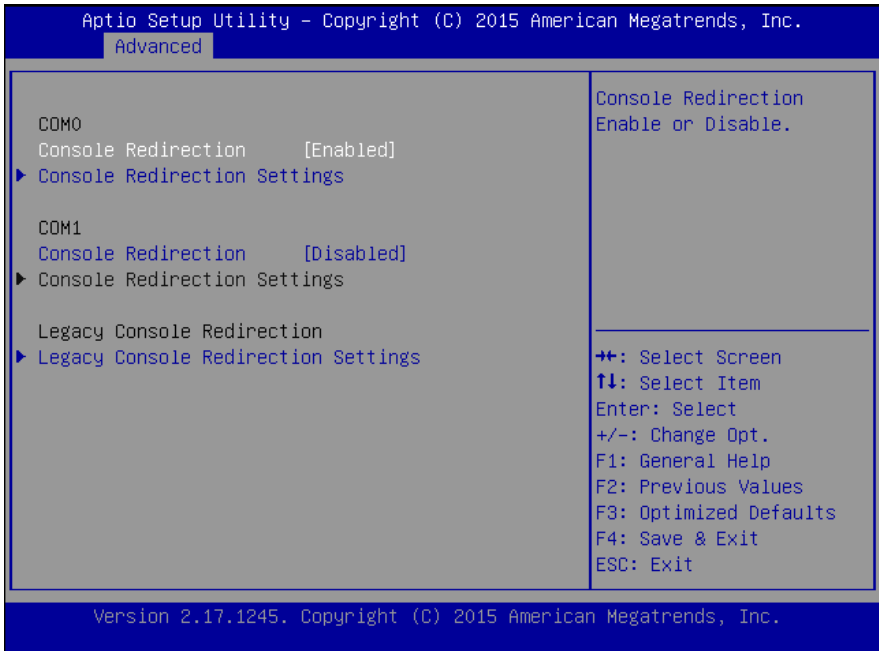 Aptio Setup Utility – Copyright (C) 2015 American Megatrends, Inc.
Advanced
COM0
Console Redirection [Enabled]
▶ Console Redirection Settings
COM1
Console Redirection [Disabled]
▶ Console Redirection Settings
Legacy Console Redirection
▶ Legacy Console Redirection Settings
Console Redirection
Enable or Disable.
→←: Select Screen
↑↓: Select Item
Enter: Select
+/-: Change Opt.
F1: General Help
F2: Previous Values
F3: Optimized Defaults
F4: Save & Exit
ESC: Exit
Version 2.17.1245. Copyright (C) 2015 American Megatrends, Inc.